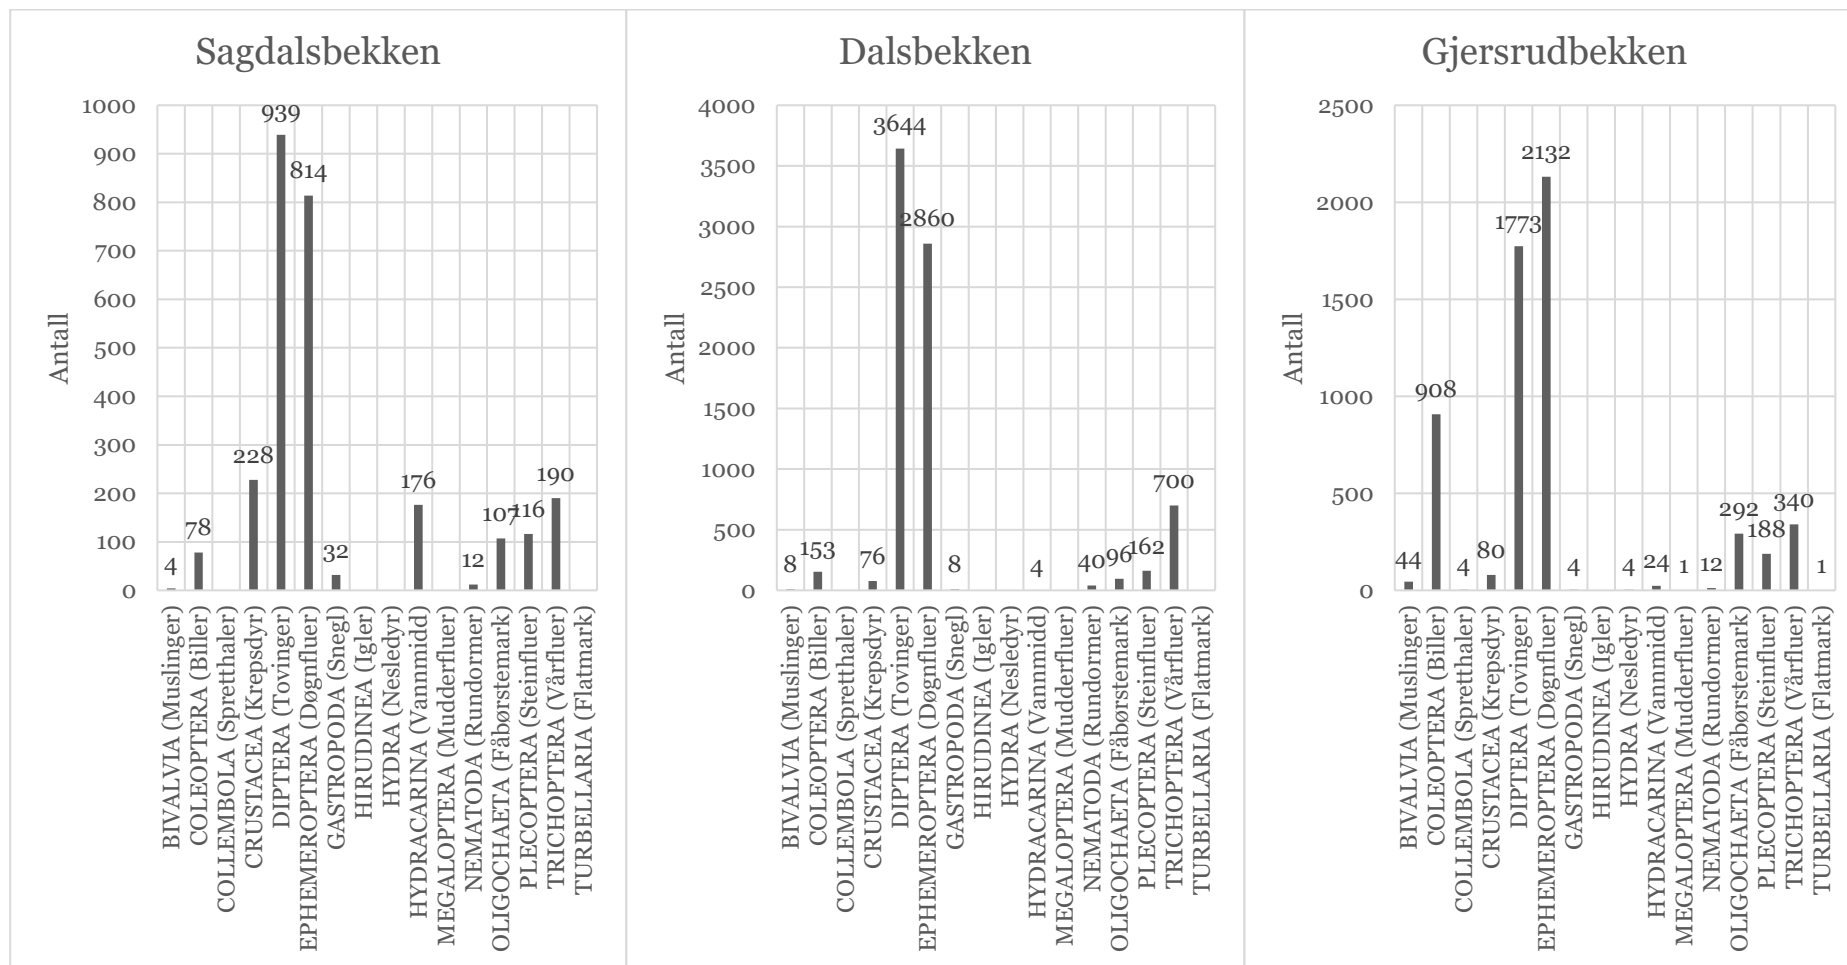 Sagdalsbekken
Antall
1000
900
800
700
600
500
400
300
200
100
0
4
78
228
939
814
32
176
12
107
116
190
BIVALVIA (Muslinger)
COLEOPTERA (Biller)
COLLEMBOLA (Spretthaler)
CRUSTACEA (Krepsdyr)
DIPTERA (Tovinger)
EPHEMEROPTERA (Døgnfluer)
GASTROPODA (Snegl)
HIRUDINEA (Igler)
HYDRA (Nesledyr)
HYDRACARINA (Vannmidd)
MEGALOPTERA (Mudderfluer)
NEMATODA (Rundormer)
OLIGOCHAETA (Fåbørstemark)
PLECOPTERA (Steinfluer)
TRICHOPTERA (Vårfluer)
TURBELLARIA (Flatmark)
Dalsbekken
Antall
4000
3500
3000
2500
2000
1500
1000
500
0
8
153
76
3644
2860
8
4
40
96
162
700
BIVALVIA (Muslinger)
COLEOPTERA (Biller)
COLLEMBOLA (Spretthaler)
CRUSTACEA (Krepsdyr)
DIPTERA (Tovinger)
EPHEMEROPTERA (Døgnfluer)
GASTROPODA (Snegl)
HIRUDINEA (Igler)
HYDRA (Nesledyr)
HYDRACARINA (Vannmidd)
MEGALOPTERA (Mudderfluer)
NEMATODA (Rundormer)
OLIGOCHAETA (Fåbørstemark)
PLECOPTERA (Steinfluer)
TRICHOPTERA (Vårfluer)
TURBELLARIA (Flatmark)
Gjersrudbekken
Antall
2500
2000
1500
1000
500
0
44
908
4
80
1773
2132
4
4
24
1
12
292
188
340
1
BIVALVIA (Muslinger)
COLEOPTERA (Biller)
COLLEMBOLA (Spretthaler)
CRUSTACEA (Krepsdyr)
DIPTERA (Tovinger)
EPHEMEROPTERA (Døgnfluer)
GASTROPODA (Snegl)
HIRUDINEA (Igler)
HYDRA (Nesledyr)
HYDRACARINA (Vannmidd)
MEGALOPTERA (Mudderfluer)
NEMATODA (Rundormer)
OLIGOCHAETA (Fåbørstemark)
PLECOPTERA (Steinfluer)
TRICHOPTERA (Vårfluer)
TURBELLARIA (Flatmark)